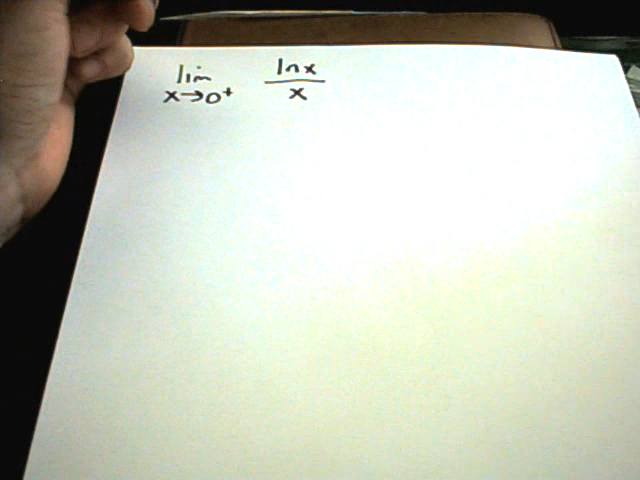 lim ln x
x→0⁺ x